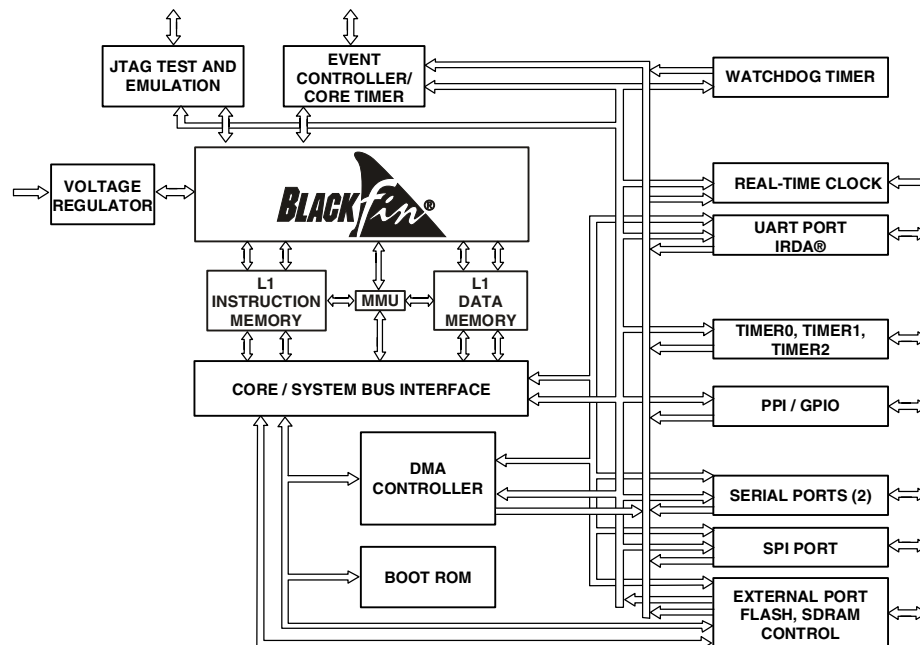 JTAG TEST AND
EMULATION
EVENT
CONTROLLER/
CORE TIMER
WATCHDOG TIMER
VOLTAGE
REGULATOR
BLACKfin®
REAL-TIME CLOCK
UART PORT
IRDA®
L1
INSTRUCTION
MEMORY
MMU
L1
DATA
MEMORY
TIMER0, TIMER1,
TIMER2
CORE / SYSTEM BUS INTERFACE
PPI / GPIO
DMA
CONTROLLER
SERIAL PORTS (2)
SPI PORT
BOOT ROM
EXTERNAL PORT
FLASH, SDRAM
CONTROL